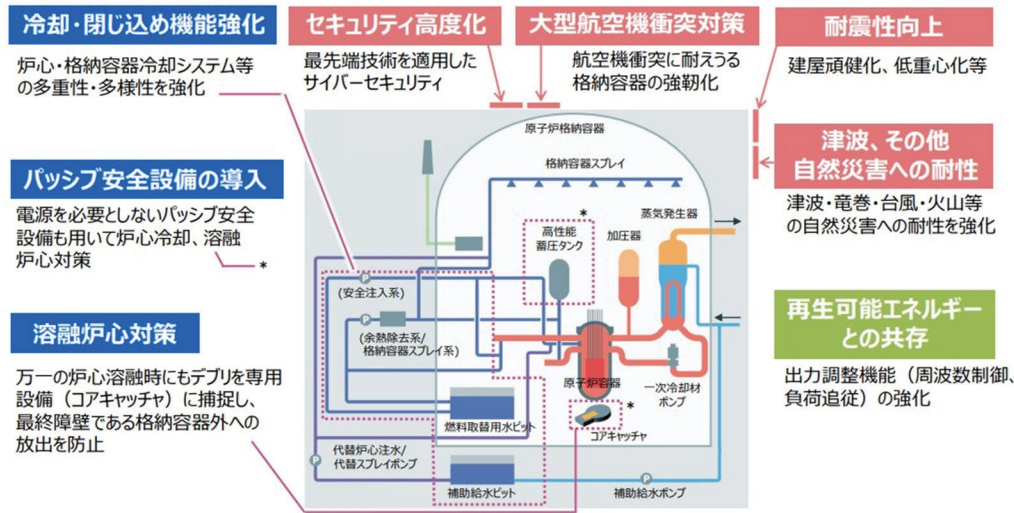 冷却・閉じ込め機能強化
炉心・格納容器冷却システム等
の多重性・多様性を強化
パッシブ安全設備の導入
電源を必要としないパッシブ安全
設備も用いて炉心冷却、溶融
炉心対策
*
溶融炉心対策
万一の炉心溶融時にもデブリを専用
設備（コアキャッチャ）に捕捉し、
最終障壁である格納容器外への
放出を防止
セキュリティ高度化
最先端技術を適用した
サイバーセキュリティ
大型航空機衝突対策
航空機衝突に耐えうる
格納容器の強靭化
耐震性向上
建屋頑健化、低重心化等
津波、その他
自然災害への耐性
津波・竜巻・台風・火山等
の自然災害への耐性を強化
再生可能エネルギー
との共存
出力調整機能（周波数制御、
負荷追従）の強化
原子炉格納容器
格納容器スプレイ
*
高性能
蓄圧タンク
加圧器
蒸気発生器
P
(安全注入系)
P
(余熱除去系/
格納容器スプレイ系)
原子炉容器
一次冷却材
ポンプ
*
コアキャッチャ
燃料取替用水ピット
P
代替炉心注水/
代替スプレイポンプ
補助給水ピット
P
補助給水ポンプ